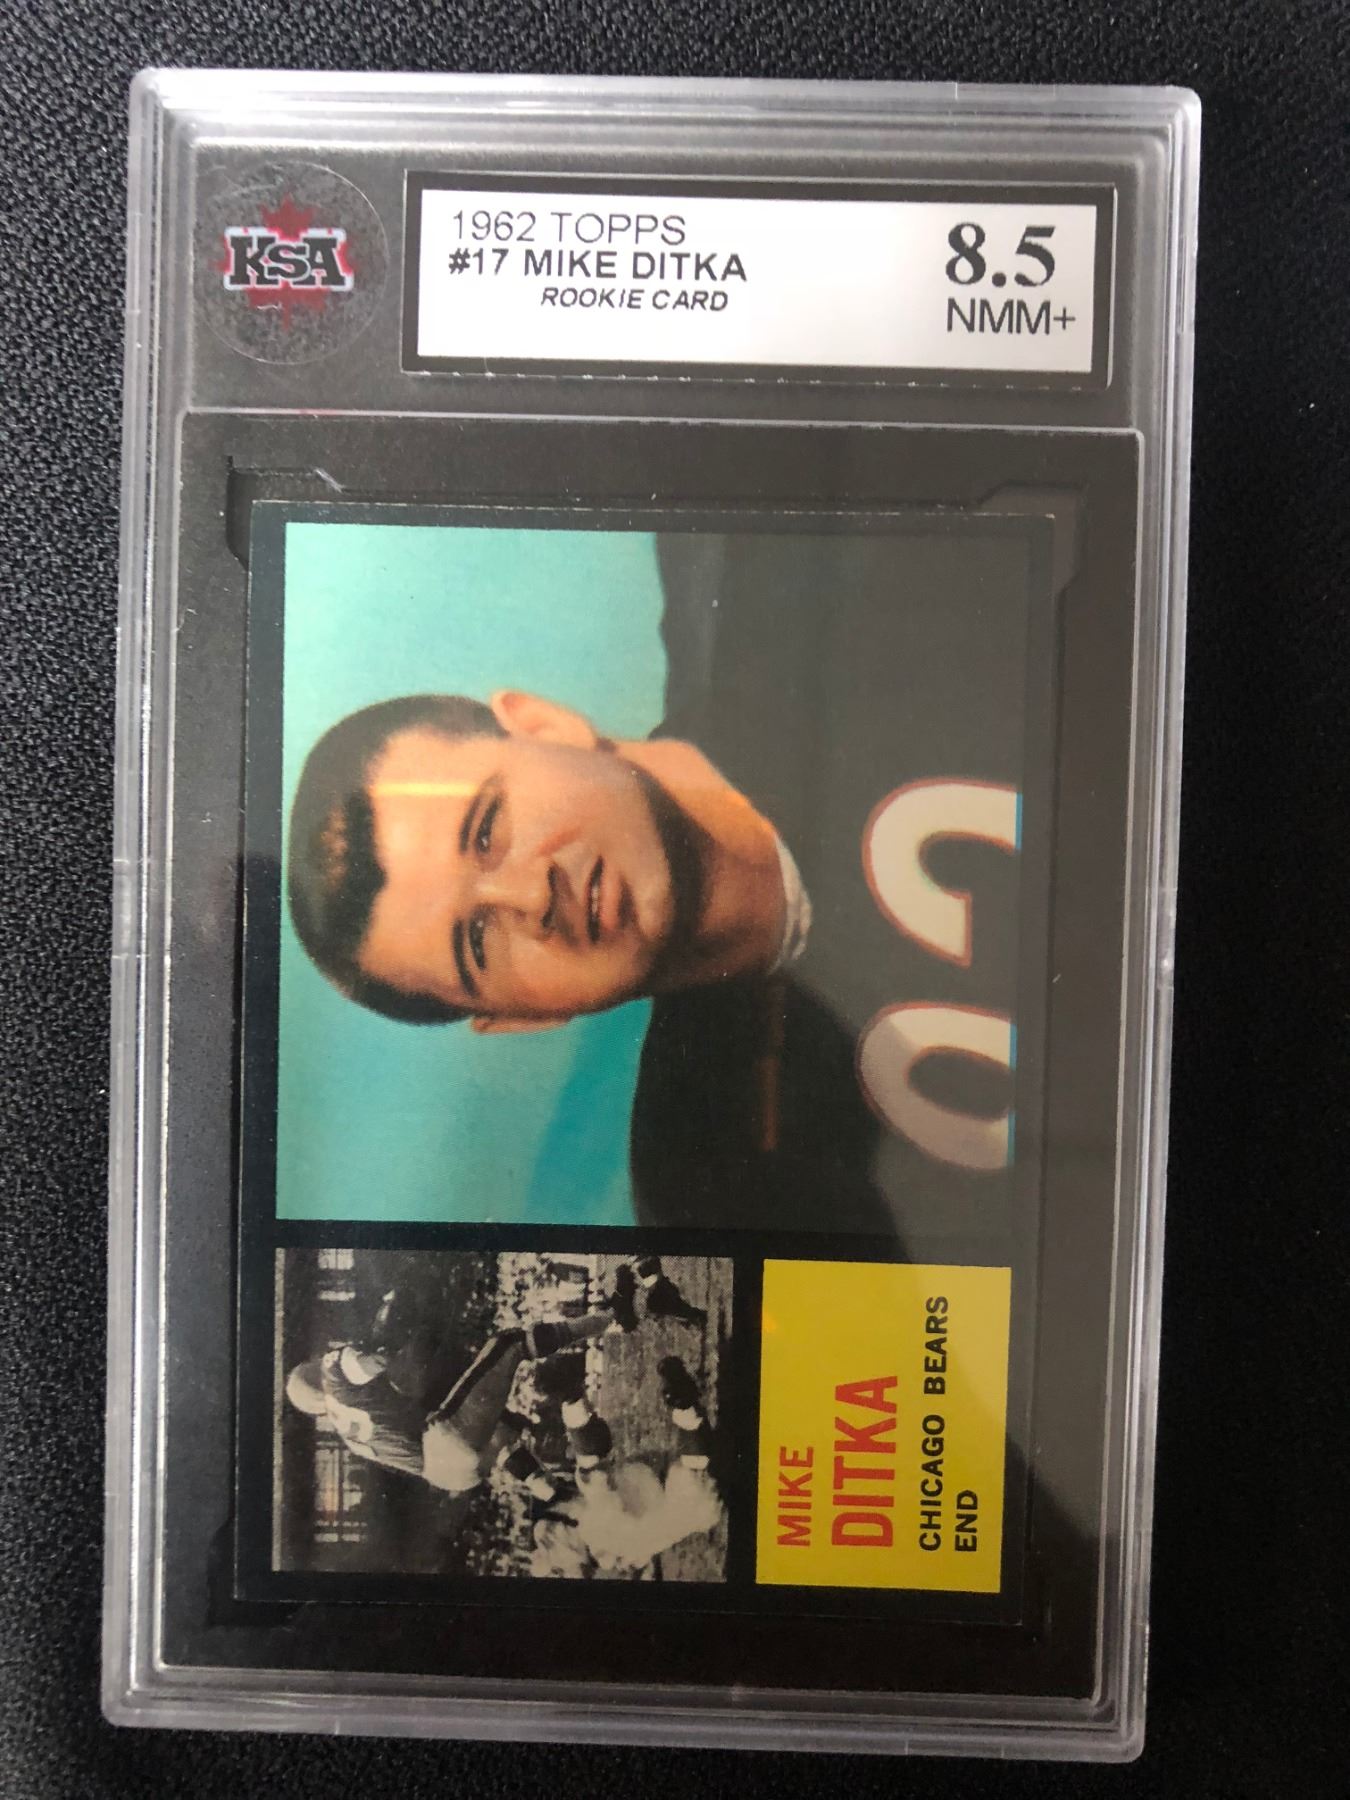 KSA
1962 TOPPS
#17 MIKE DITKA
ROOKIE CARD
8.5
NMM+
MIKE
DITKA
CHICAGO BEARS
END